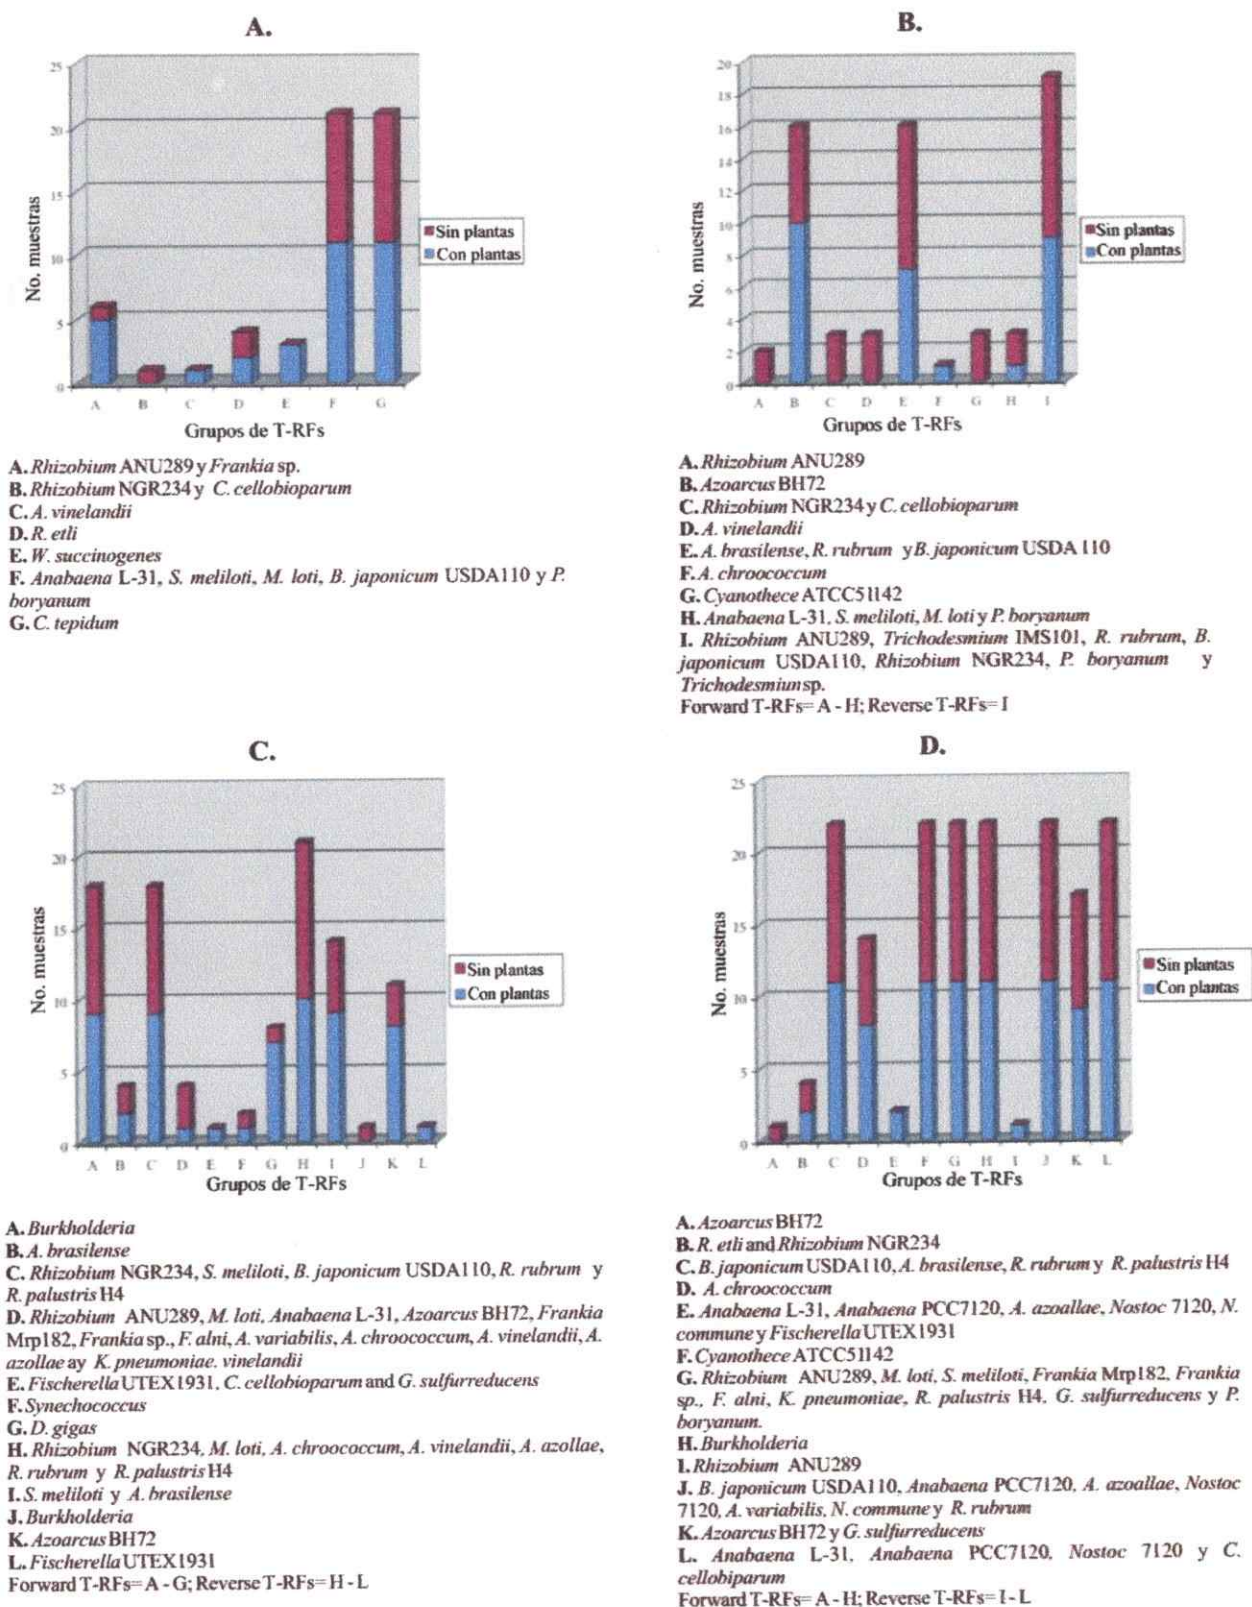 A.
25
20
15
10
5
0
No. muestras
A B C D E F G
Grupos de T-RFs
Sin plantas
Con plantas
A. Rhizobium ANU289 y Frankia sp.
B. Rhizobium NGR234 y C. cellobioparum
C. A. vinelandii
D. R. etli
E. W. succinogenes
F. Anabaena L-31, S. meliloti, M. loti, B. japonicum USDA110 y P.
boryanum
G. C. tepidum
B.
20
18
16
14
12
10
8
6
4
2
0
No. muestras
A B C D E F G H I
Grupos de T-RFs
Sin plantas
Con plantas
A. Rhizobium ANU289
B. Azoarcus BH72
C. Rhizobium NGR234 y C. cellobioparum
D. A. vinelandii
E. A. brasilense, R. rubrum y B. japonicum USDA 110
F. A. chroococcum
G. Cyanothece ATCC51142
H. Anabaena L-31, S. meliloti, M. loti y P. boryanum
I. Rhizobium ANU289, Trichodesmium IMS101, R. rubrum, B.
japonicum USDA110, Rhizobium NGR234, P. boryanum y
Trichodesmium sp.
Forward T-RFs= A - H; Reverse T-RFs= I
C.
25
20
15
10
5
0
No. muestras
A B C D E F G H I J K L
Grupos de T-RFs
Sin plantas
Con plantas
A. Burkholderia
B. A. brasilense
C. Rhizobium NGR234, S. meliloti, B. japonicum USDA110, R. rubrum y
R. palustris H4
D. Rhizobium ANU289, M. loti, Anabaena L-31, Azoarcus BH72, Frankia
Mrp182, Frankia sp., F. alni, A. variabilis, A. chroococcum, A. vinelandii, A.
azollae ay K. pneumoniae. vinelandii
E. Fischerella UTEX1931, C. cellobioparum and G. sulfurreducens
F. Synechococcus
G. D. gigas
H. Rhizobium NGR234, M. loti, A. chroococcum, A. vinelandii, A. azollae,
R. rubrum y R. palustris H4
I. S. meliloti y A. brasilense
J. Burkholderia
K. Azoarcus BH72
L. Fischerella UTEX1931
Forward T-RFs= A - G; Reverse T-RFs= H - L
D.
25
20
15
10
5
0
No. muestras
A B C D E F G H I J K L
Grupos de T-RFs
Sin plantas
Con plantas
A. Azoarcus BH72
B. R. etli and Rhizobium NGR234
C. B. japonicum USDA110, A. brasilense, R. rubrum y R. palustris H4
D. A. chroococcum
E. Anabaena L-31, Anabaena PCC7120, A. azoallae, Nostoc 7120, N.
commune y Fischerella UTEX1931
F. Cyanothece ATCC51142
G. Rhizobium ANU289, M. loti, S. meliloti, Frankia Mrp182, Frankia
sp., F. alni, K. pneumoniae, R. palustris H4, G. sulfurreducens y P.
boryanum.
H. Burkholderia
I. Rhizobium ANU289
J. B. japonicum USDA110, Anabaena PCC7120, A. azoallae, Nostoc
7120, A. variabilis, N. commune y R. rubrum
K. Azoarcus BH72 y G. sulfurreducens
L. Anabaena L-31, Anabaena PCC7120, Nostoc 7120 y C.
cellobiparum
Forward T-RFs= A - H; Reverse T-RFs= I - L